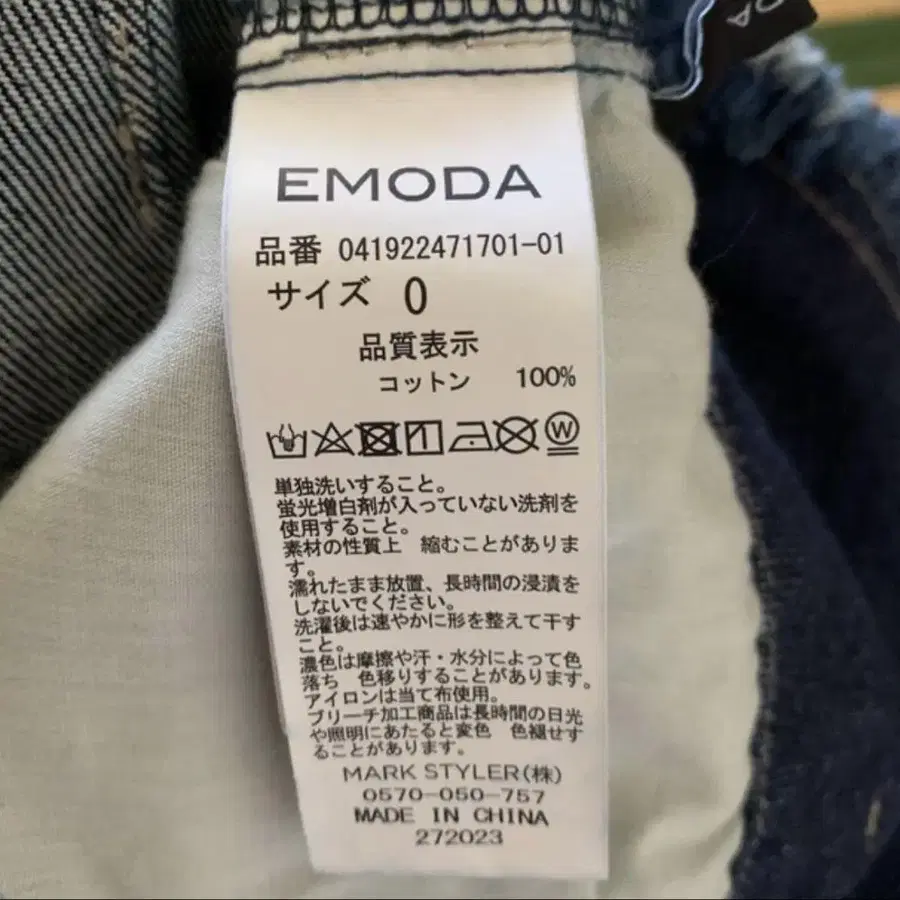 EMODA
品番 041922471701-01
サイズ 0
品質表示
コットン 100%
W
単独洗いすること。
蛍光増白剤が入っていない洗剤を
使用すること。
素材の性質上 縮むことがありま
す。
濡れたまま放置、長時間の浸漬を
しないでください。
洗濯後は速やかに形を整えて干す
こと。
濃色は摩擦や汗・水分によって色
落ち 色移りすることがあります。
アイロンは当て布使用。
ブリーチ加工商品は長時間の日光
や照明にあたると変色 色褪せす
ることがあります。
MARK STYLER(株)
0570-050-757
MADE IN CHINA
272023